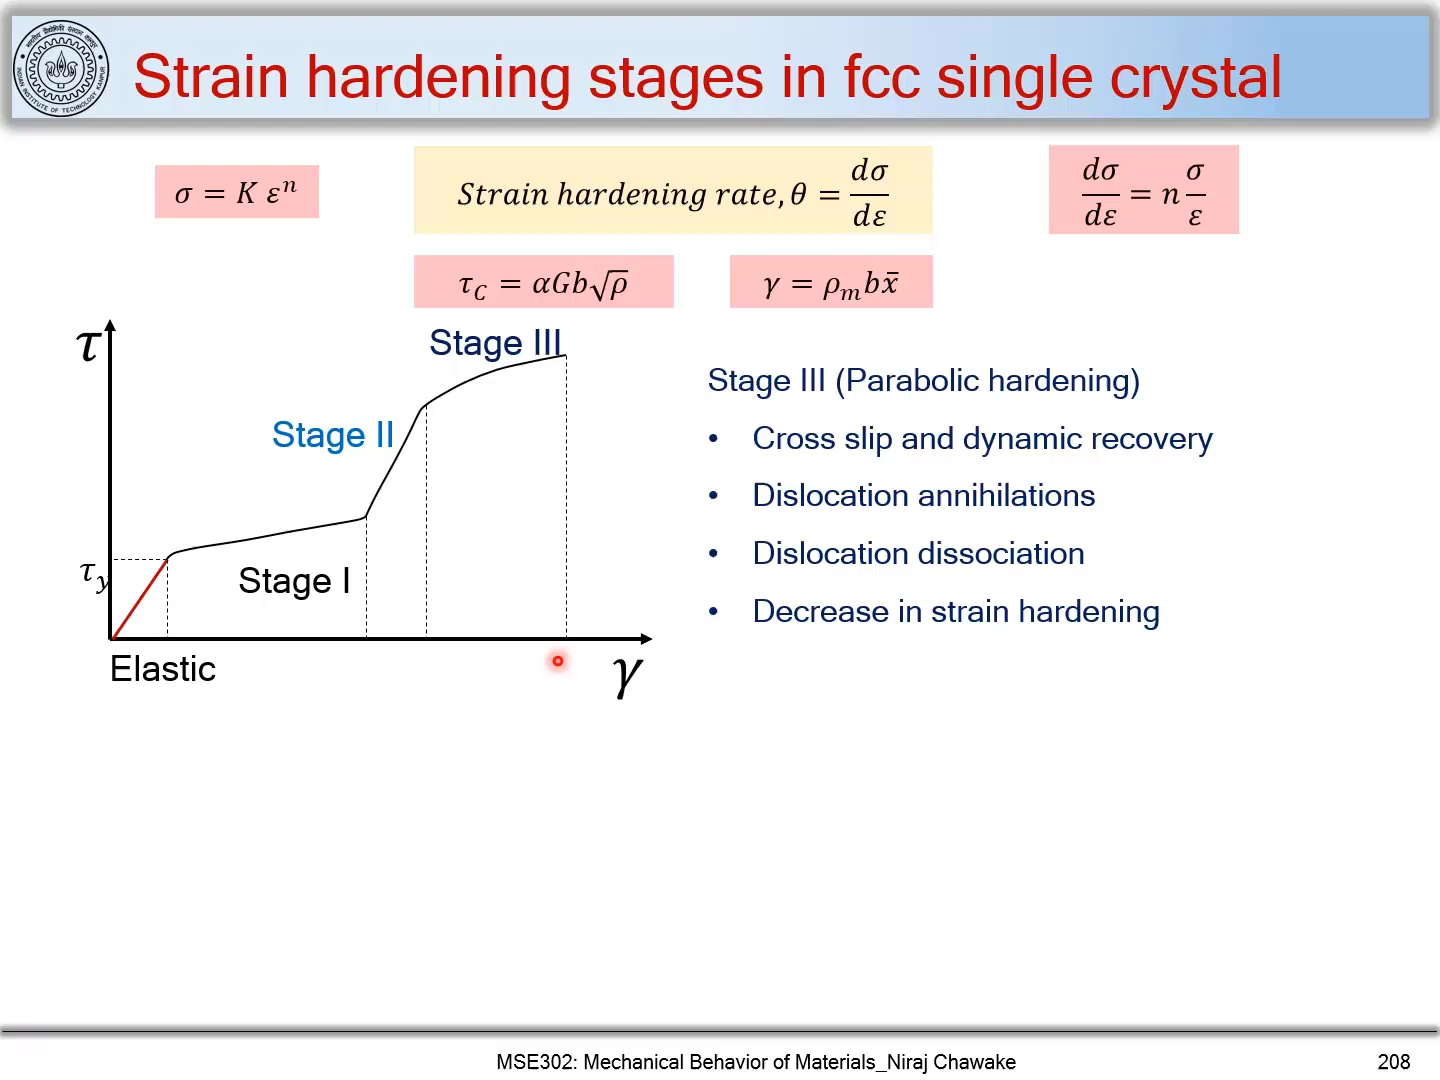 Strain hardening stages in fcc single crystal
σ = K ε^n
Strain hardening rate, θ = dσ/dε
dσ/dε = n σ/ε
τ_C = αGb√ρ
γ = ρ_m b x̄
τ
Stage III
Stage II
τ_y
Stage I
Elastic
γ
Stage III (Parabolic hardening)
• Cross slip and dynamic recovery
• Dislocation annihilations
• Dislocation dissociation
• Decrease in strain hardening
MSE302: Mechanical Behavior of Materials_Niraj Chawake
208